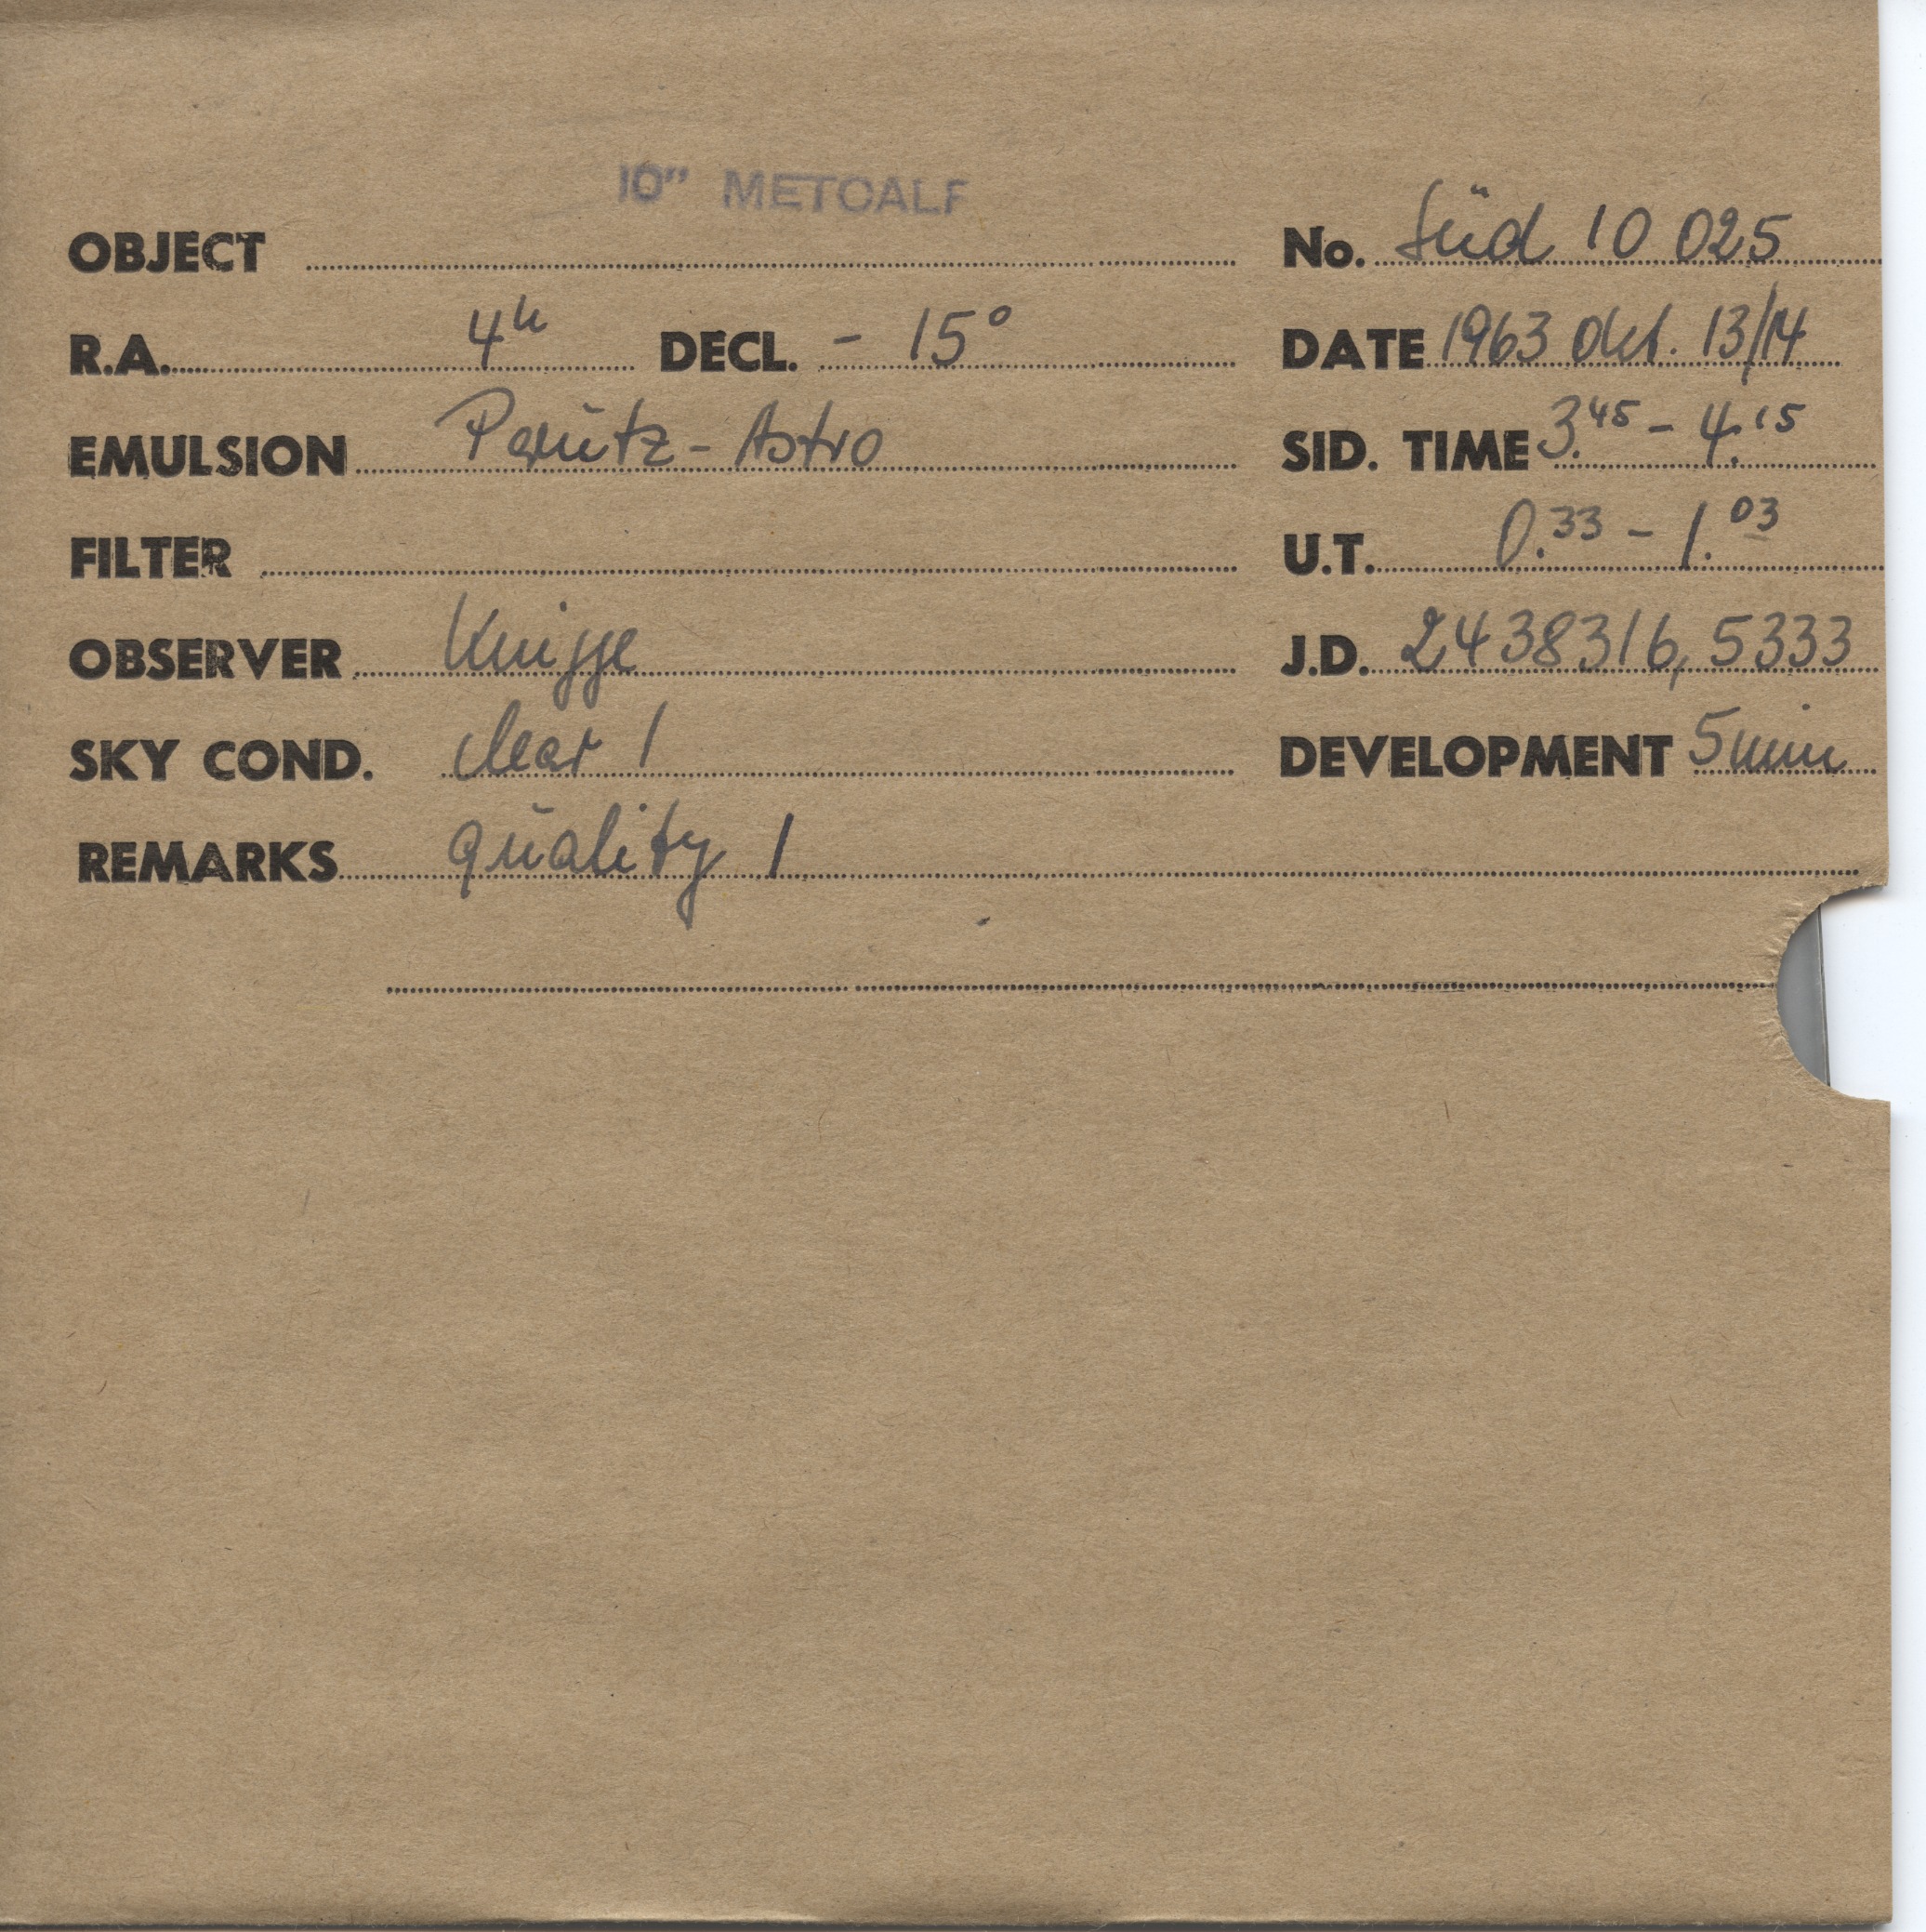 10" METCALF
OBJECT No. Süd 10 025
R.A. 4h DECL. - 15° DATE 1963 Okt. 13/14
EMULSION Perutz - Astro SID. TIME 3.45 - 4.15
FILTER U.T. 0.33 - 1.03
OBSERVER Knigge J.D. 2438316,5333
SKY COND. clear 1 DEVELOPMENT 5 min
REMARKS quality 1